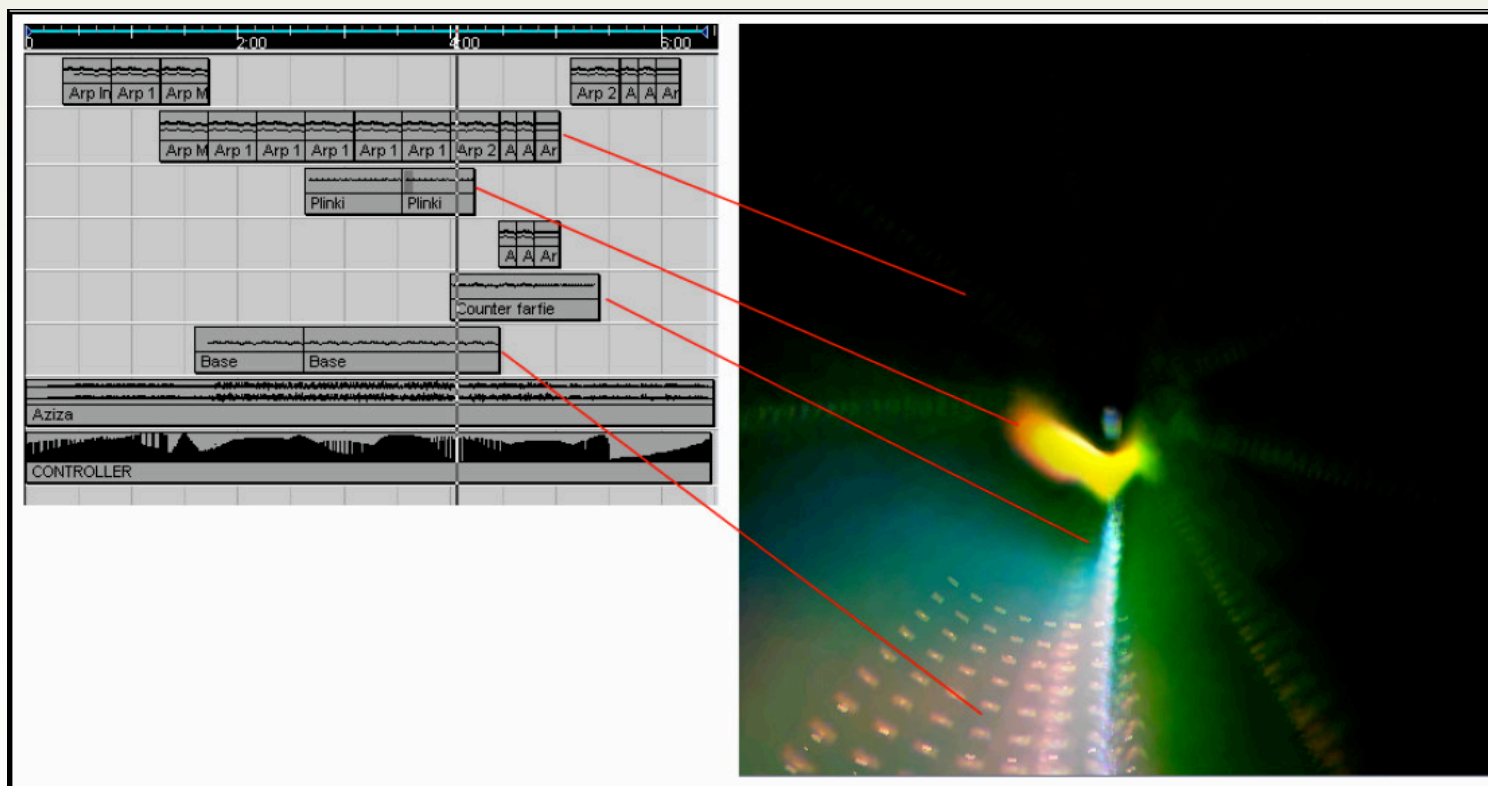 0 2:00 4:00 6:00
Arp In Arp 1 Arp M Arp 2 A A Ar
Arp M Arp 1 Arp 1 Arp 1 Arp 1 Arp 1 Arp 2 A A Ar
Plinki Plinki
A A Ar
Counter farfie
Base Base
Aziza
CONTROLLER